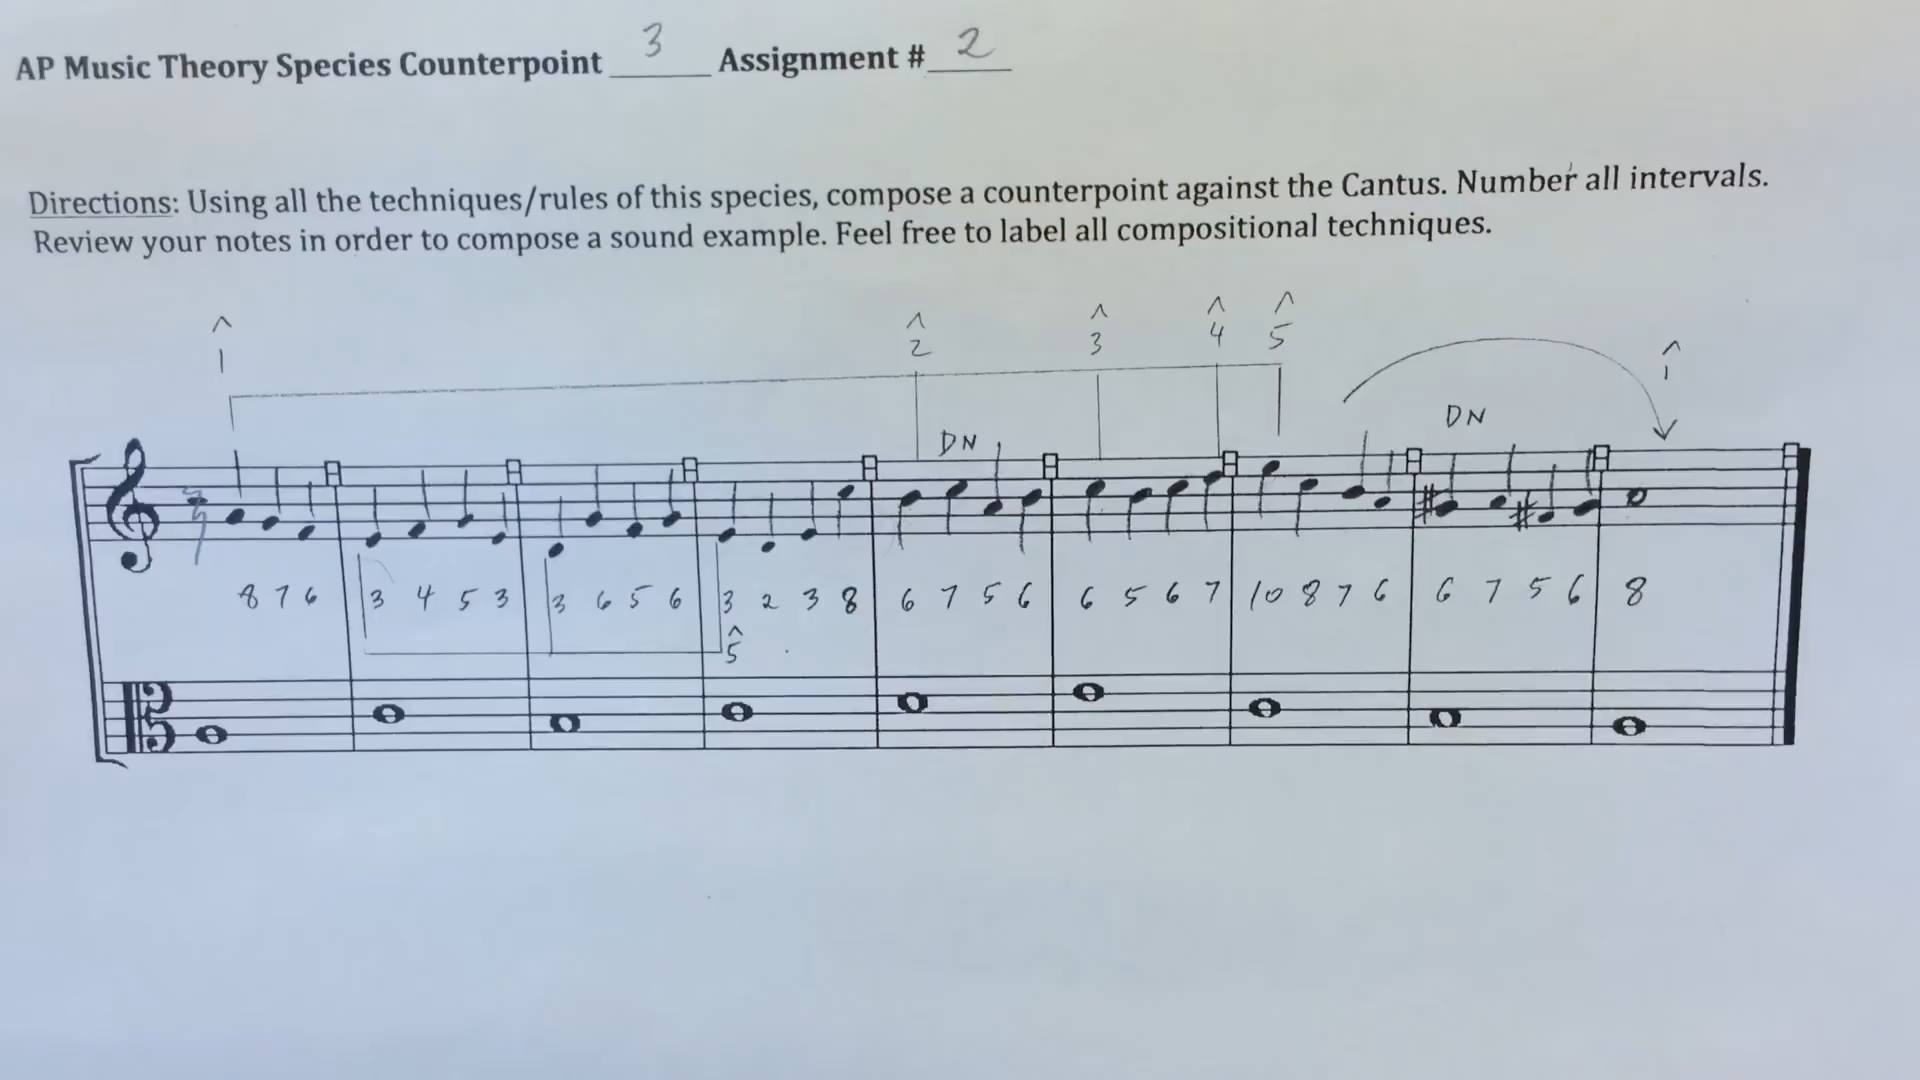 AP Music Theory Species Counterpoint 3 Assignment # 2
Directions: Using all the techniques/rules of this species, compose a counterpoint against the Cantus. Number all intervals.
Review your notes in order to compose a sound example. Feel free to label all compositional techniques.
^ ^ ^ ^ ^ ^
1 2 3 4 5 1
DN DN
8 7 6 3 4 5 3 3 6 5 6 3 2 3 8 6 7 5 6 6 5 6 7 10 8 7 6 6 7 5 6 8
^
5